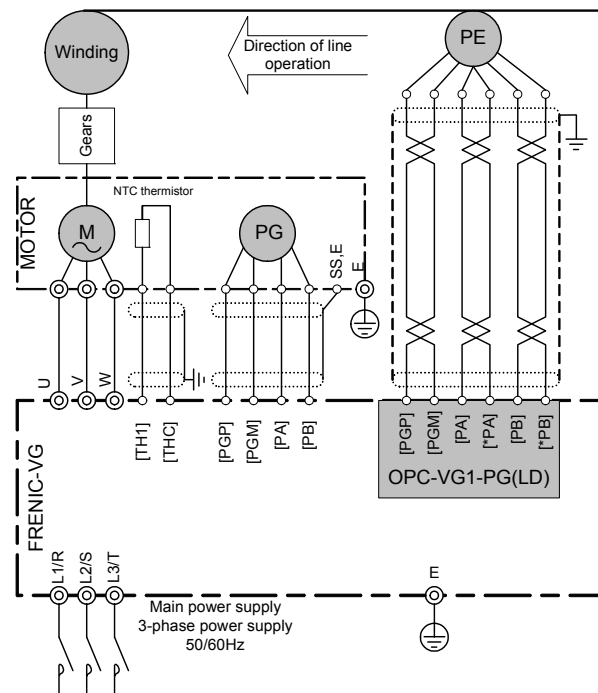 Winding
Direction of line
operation
PE
Gears
NTC thermistor
MOTOR
M
PG
SS,E
E
U
V
W
[TH1]
[THC]
[PGP]
[PGM]
[PA]
[PB]
[PGP]
[PGM]
[PA]
[*PA]
[PB]
[*PB]
OPC-VG1-PG(LD)
FRENIC-VG
L1/R
L2/S
L3/T
E
Main power supply
3-phase power supply
50/60Hz